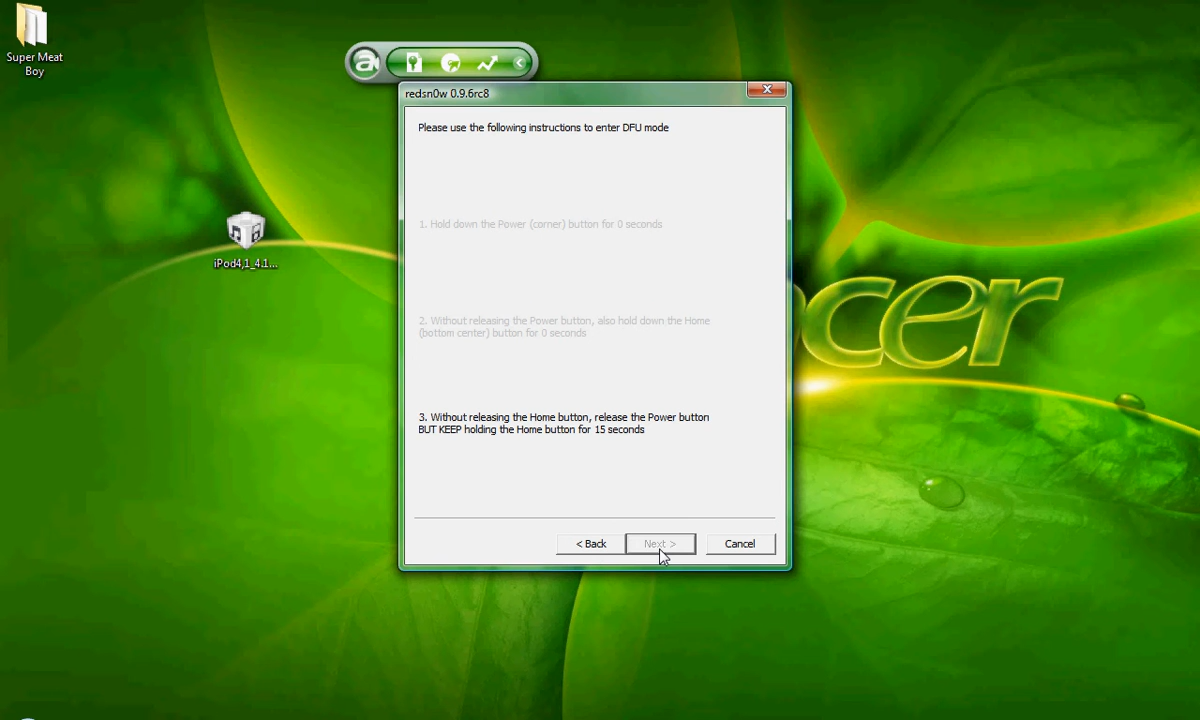 Super Meat
Boy
redsn0w 0.9.6rc8
Please use the following instructions to enter DFU mode
1. Hold down the Power (corner) button for 0 seconds
iPod4,1_4.1...
2. Without releasing the Power button, also hold down the Home
(bottom center) button for 0 seconds
3. Without releasing the Home button, release the Power button
BUT KEEP holding the Home button for 15 seconds
< Back
Next >
Cancel
cer